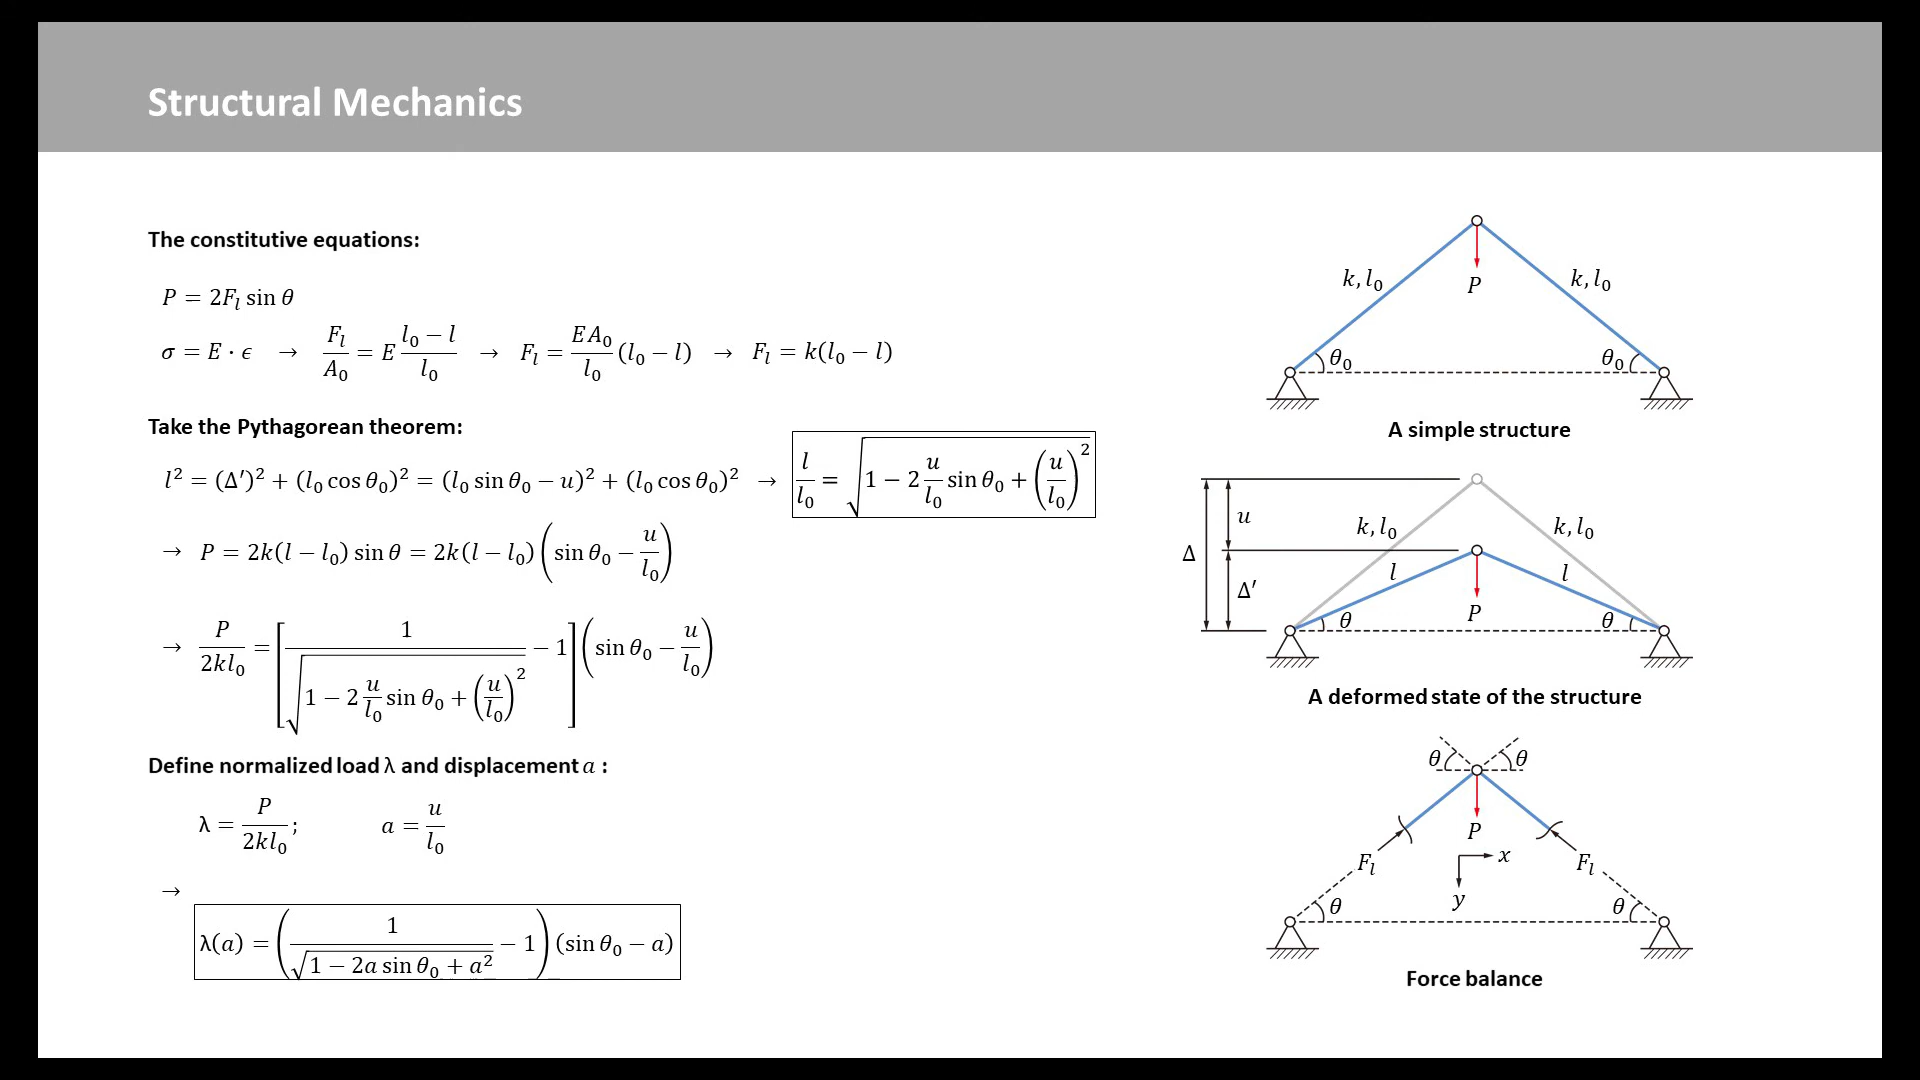 Structural Mechanics
The constitutive equations:
P = 2F_l sin θ
σ = E · ϵ → F_l/A_0 = E (l_0 − l)/l_0 → F_l = (EA_0/l_0)(l_0 − l) → F_l = k(l_0 − l)
Take the Pythagorean theorem:
l² = (Δ′)² + (l_0 cos θ_0)² = (l_0 sin θ_0 − u)² + (l_0 cos θ_0)² → l/l_0 = √(1 − 2 (u/l_0) sin θ_0 + (u/l_0)²)
→ P = 2k(l − l_0) sin θ = 2k(l − l_0)(sin θ_0 − u/l_0)
→ P/(2kl_0) = [1/√(1 − 2 (u/l_0) sin θ_0 + (u/l_0)²) − 1](sin θ_0 − u/l_0)
Define normalized load λ and displacement a :
λ = P/(2kl_0); a = u/l_0
→
λ(a) = (1/√(1 − 2a sin θ_0 + a²) − 1)(sin θ_0 − a)
k, l_0
k, l_0
P
θ_0
θ_0
A simple structure
u
k, l_0
k, l_0
Δ
l
l
Δ′
P
θ
θ
A deformed state of the structure
θ
θ
P
F_l
x
F_l
y
θ
θ
Force balance